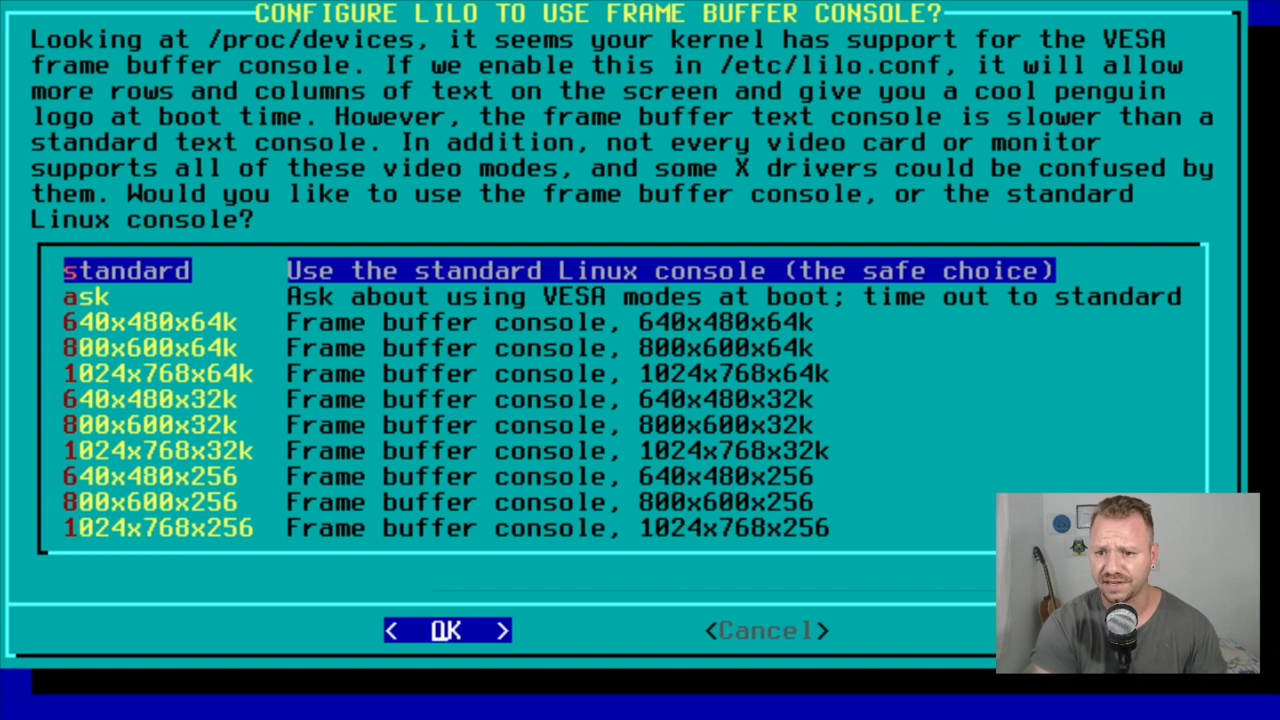 CONFIGURE LILO TO USE FRAME BUFFER CONSOLE?
Looking at /proc/devices, it seems your kernel has support for the VESA
frame buffer console. If we enable this in /etc/lilo.conf, it will allow
more rows and columns of text on the screen and give you a cool penguin
logo at boot time. However, the frame buffer text console is slower than a
standard text console. In addition, not every video card or monitor
supports all of these video modes, and some X drivers could be confused by
them. Would you like to use the frame buffer console, or the standard
Linux console?
standard Use the standard Linux console (the safe choice)
ask Ask about using VESA modes at boot; time out to standard
640x480x64k Frame buffer console, 640x480x64k
800x600x64k Frame buffer console, 800x600x64k
1024x768x64k Frame buffer console, 1024x768x64k
640x480x32k Frame buffer console, 640x480x32k
800x600x32k Frame buffer console, 800x600x32k
1024x768x32k Frame buffer console, 1024x768x32k
640x480x256 Frame buffer console, 640x480x256
800x600x256 Frame buffer console, 800x600x256
1024x768x256 Frame buffer console, 1024x768x256
< OK > <Cancel>